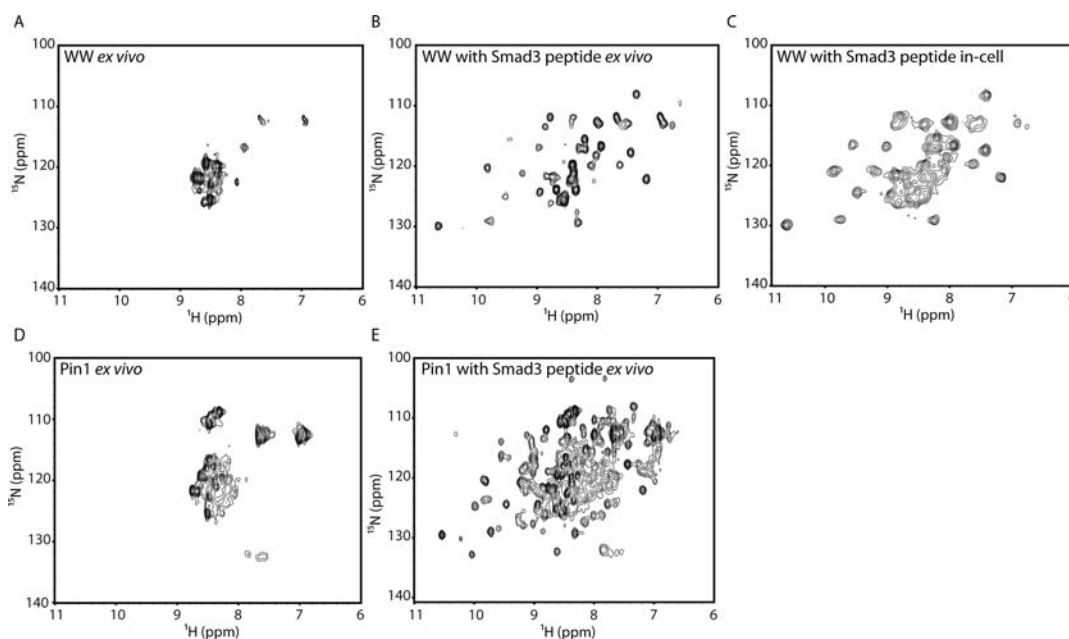 A
B
C
WW ex vivo
WW with Smad3 peptide ex vivo
WW with Smad3 peptide in-cell
100
110
120
130
140
¹⁵N (ppm)
11 10 9 8 7 6
¹H (ppm)
100
110
120
130
140
¹⁵N (ppm)
11 10 9 8 7 6
¹H (ppm)
100
110
120
130
140
¹⁵N (ppm)
11 10 9 8 7 6
¹H (ppm)
D
E
Pin1 ex vivo
Pin1 with Smad3 peptide ex vivo
100
110
120
130
140
¹⁵N (ppm)
11 10 9 8 7 6
¹H (ppm)
100
110
120
130
140
¹⁵N (ppm)
11 10 9 8 7 6
¹H (ppm)